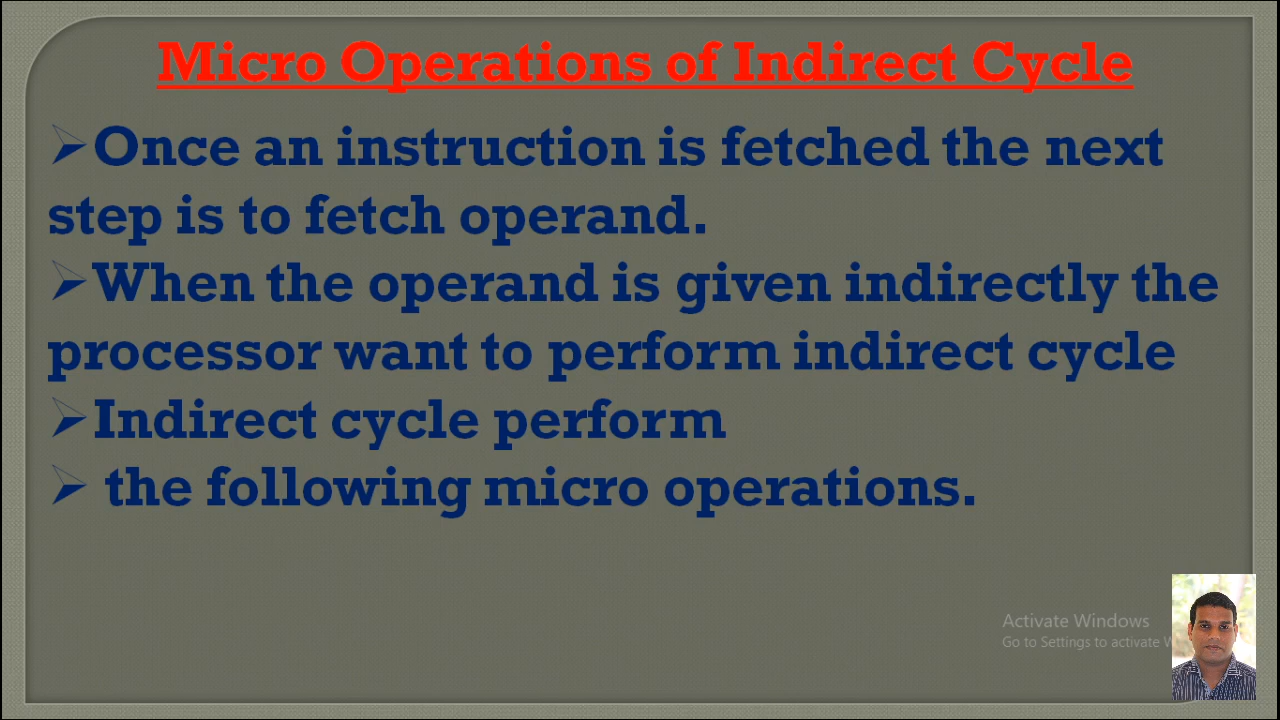 Micro Operations of Indirect Cycle
➢Once an instruction is fetched the next
step is to fetch operand.
➢When the operand is given indirectly the
processor want to perform indirect cycle
➢Indirect cycle perform
➢ the following micro operations.
Activate Windows
Go to Settings to activate W